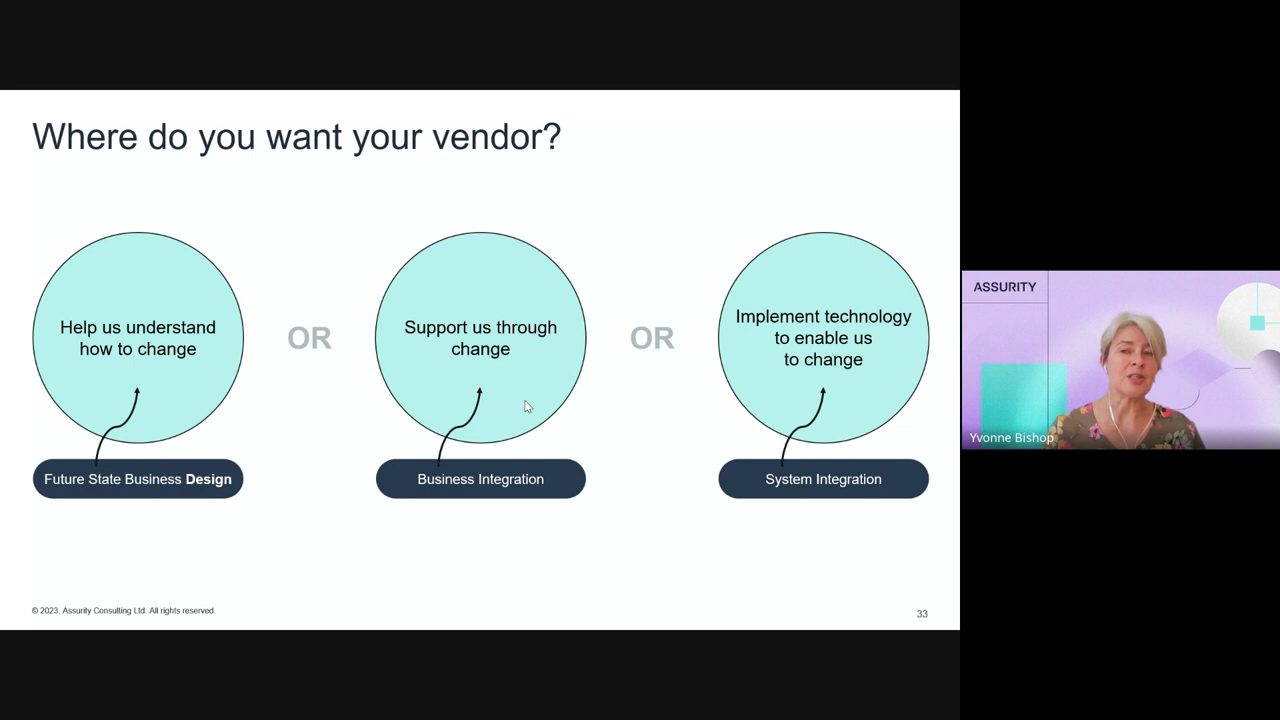 Where do you want your vendor?
Help us understand
how to change
OR
Support us through
change
OR
Implement technology
to enable us
to change
Future State Business Design
Business Integration
System Integration
© 2023. Assurity Consulting Ltd. All rights reserved.
33
ASSURITY
Yvonne Bishop